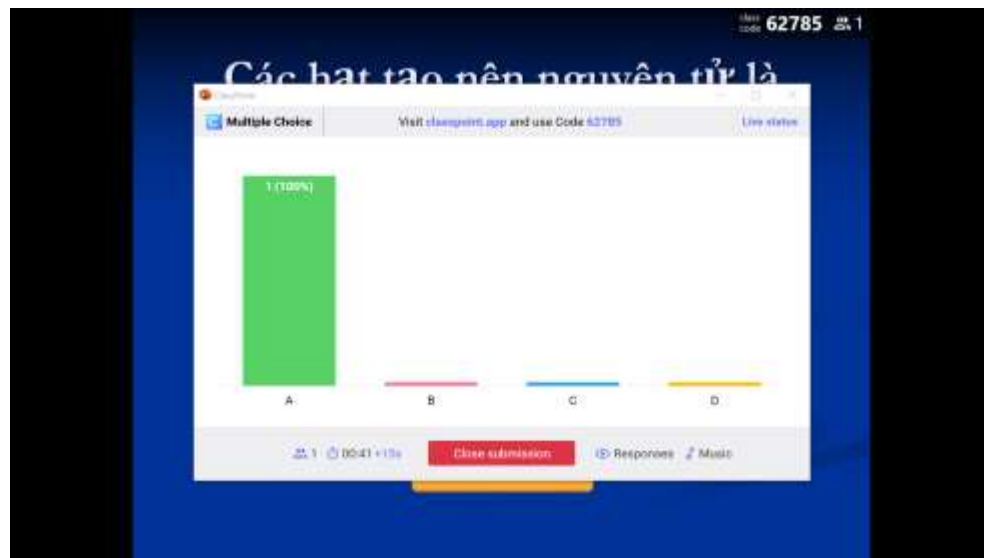 class code 62785 1
Các hạt tạo nên nguyên tử là
ClassPoint
Multiple Choice
Visit classpoint.app and use Code 62785
Live status
1 (100%)
A
B
C
D
1 00:41 +15s
Close submission
Responses
Music